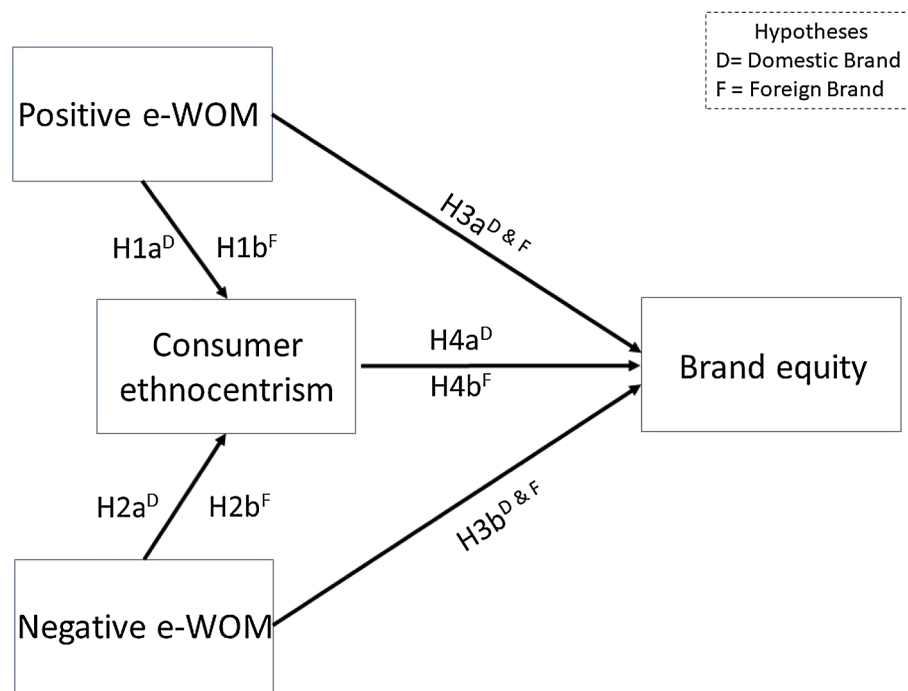 Hypotheses
D= Domestic Brand
F = Foreign Brand
Positive e-WOM
H3aᴰ ᐠ ᶠ
H1aᴰ H1bᶠ
Consumer
ethnocentrism
H4aᴰ
H4bᶠ
Brand equity
H2aᴰ H2bᶠ
H3bᴰ & ᶠ
Negative e-WOM